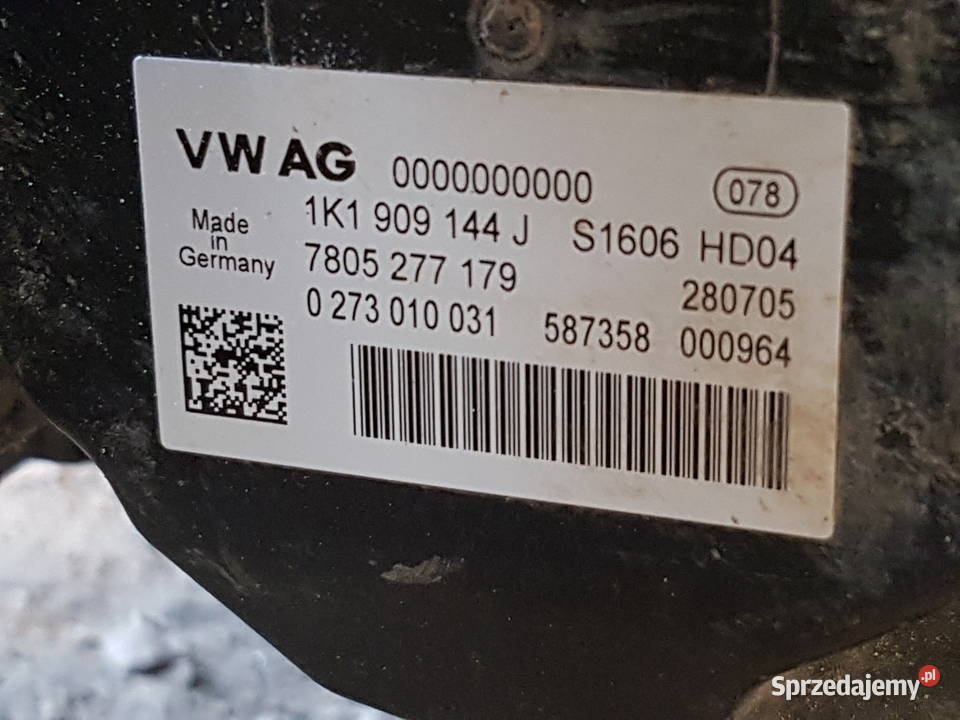 VW AG 0000000000 078
Made in Germany
1K1 909 144 J S1606 HD04
7805 277 179 280705
0 273 010 031 587358 000964
Sprzedajemy.pl